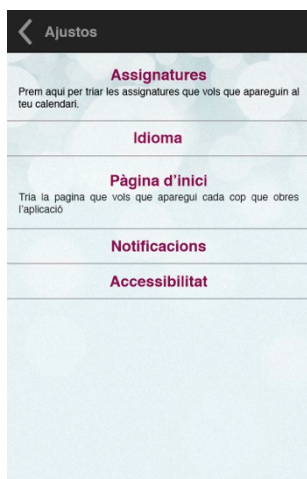 Ajustos
Assignatures
Prem aqui per triar les assignatures que vols que apareguin al
teu calendari.
Idioma
Pàgina d'inici
Tria la pagina que vols que aparegui cada cop que obres
l'aplicació
Notificacions
Accessibilitat